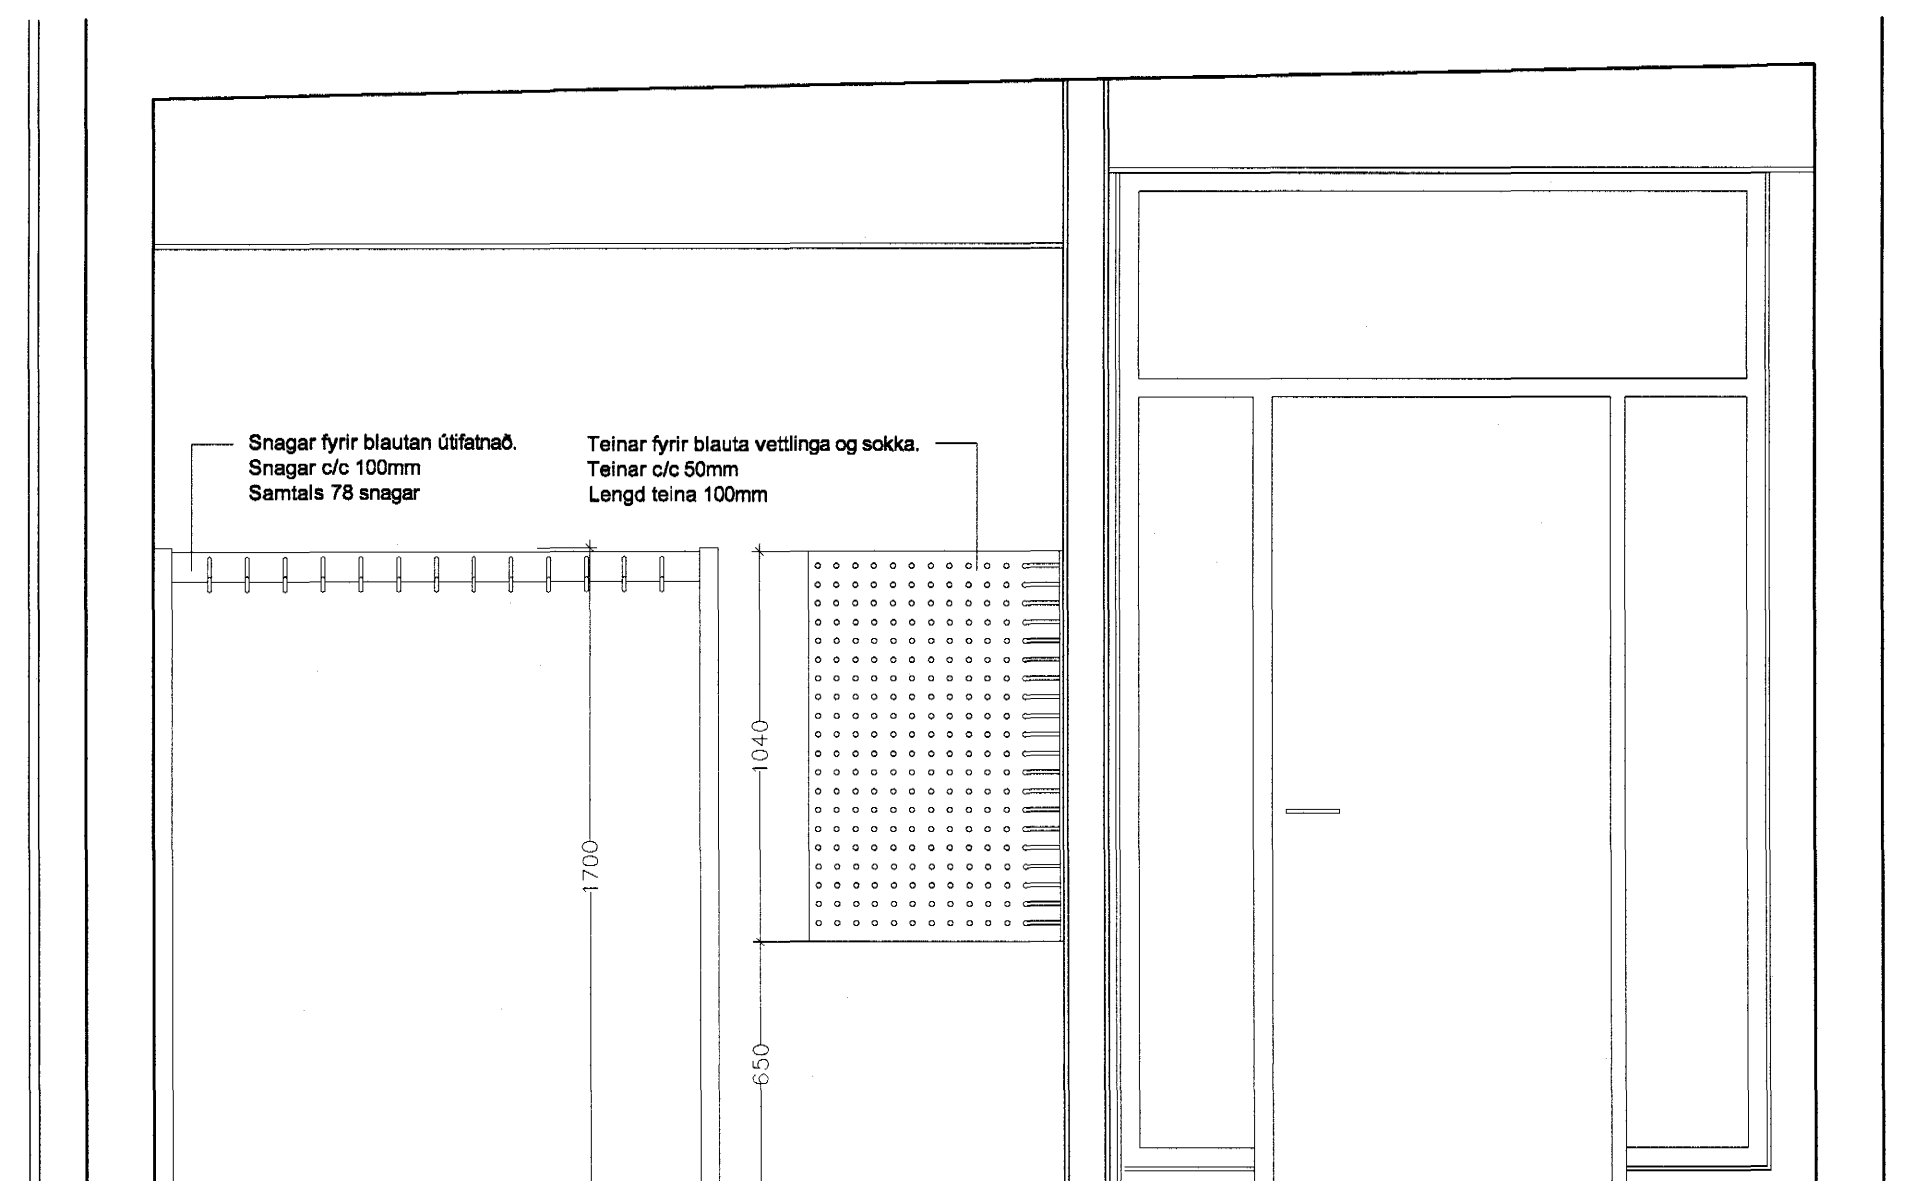 Snagar fyrir blautan útifatnað.
Snagar c/c 100mm
Samtals 78 snagar
Teinar fyrir blauta vettlinga og sokka.
Teinar c/c 50mm
Lengd teina 100mm
1040
1700
650